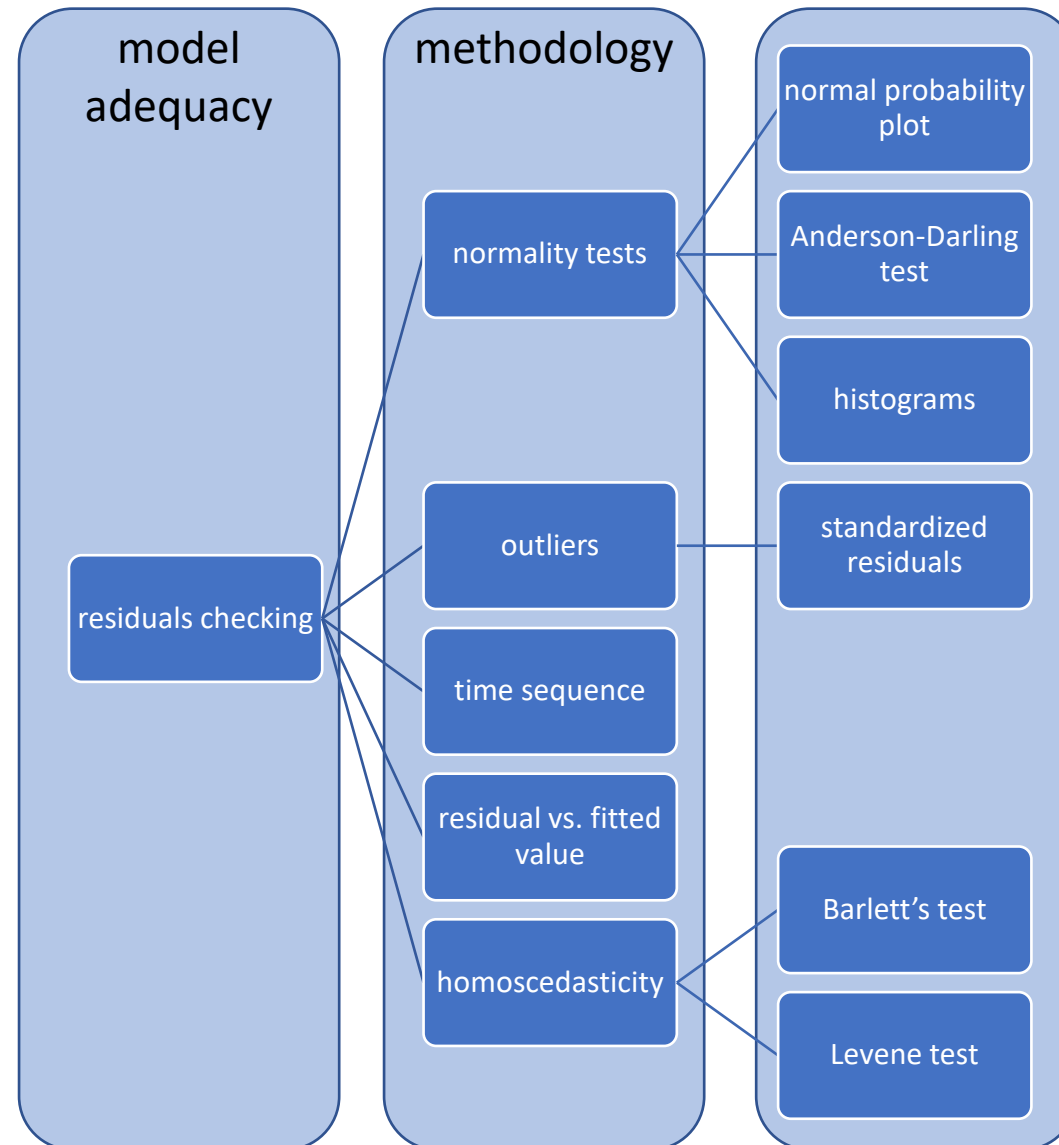 model
adequacy
residuals checking
methodology
normality tests
outliers
time sequence
residual vs. fitted
value
homoscedasticity
normal probability
plot
Anderson-Darling
test
histograms
standardized
residuals
Barlett’s test
Levene test